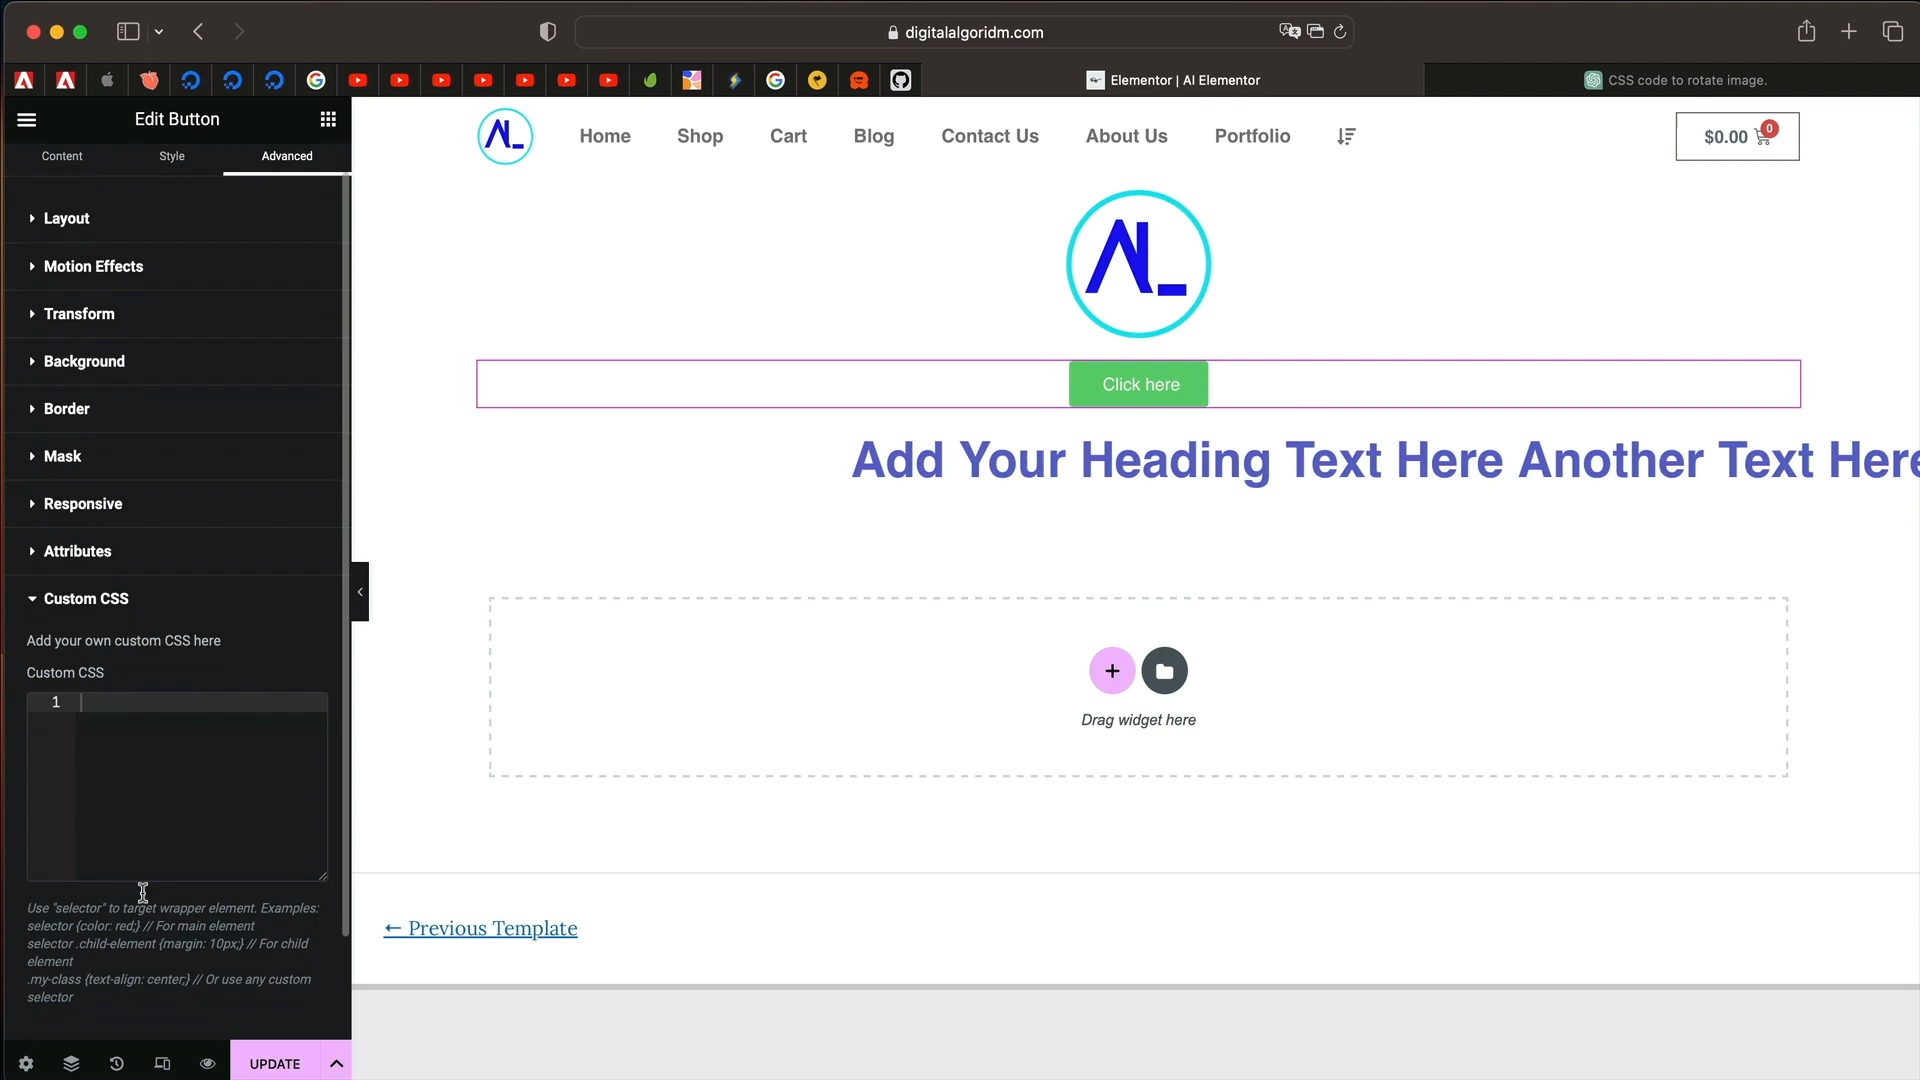 digitalalgoridm.com
Elementor | AI Elementor
CSS code to rotate image.
Edit Button
Content
Style
Advanced
Layout
Motion Effects
Transform
Background
Border
Mask
Responsive
Attributes
Custom CSS
Add your own custom CSS here
Custom CSS
1
Use "selector" to target wrapper element. Examples:
selector {color: red;} // For main element
selector .child-element {margin: 10px;} // For child
element
.my-class {text-align: center;} // Or use any custom
selector
UPDATE
AL_
Home
Shop
Cart
Blog
Contact Us
About Us
Portfolio
$0.00
0
AL_
Click here
Add Your Heading Text Here Another Text Here
Drag widget here
← Previous Template